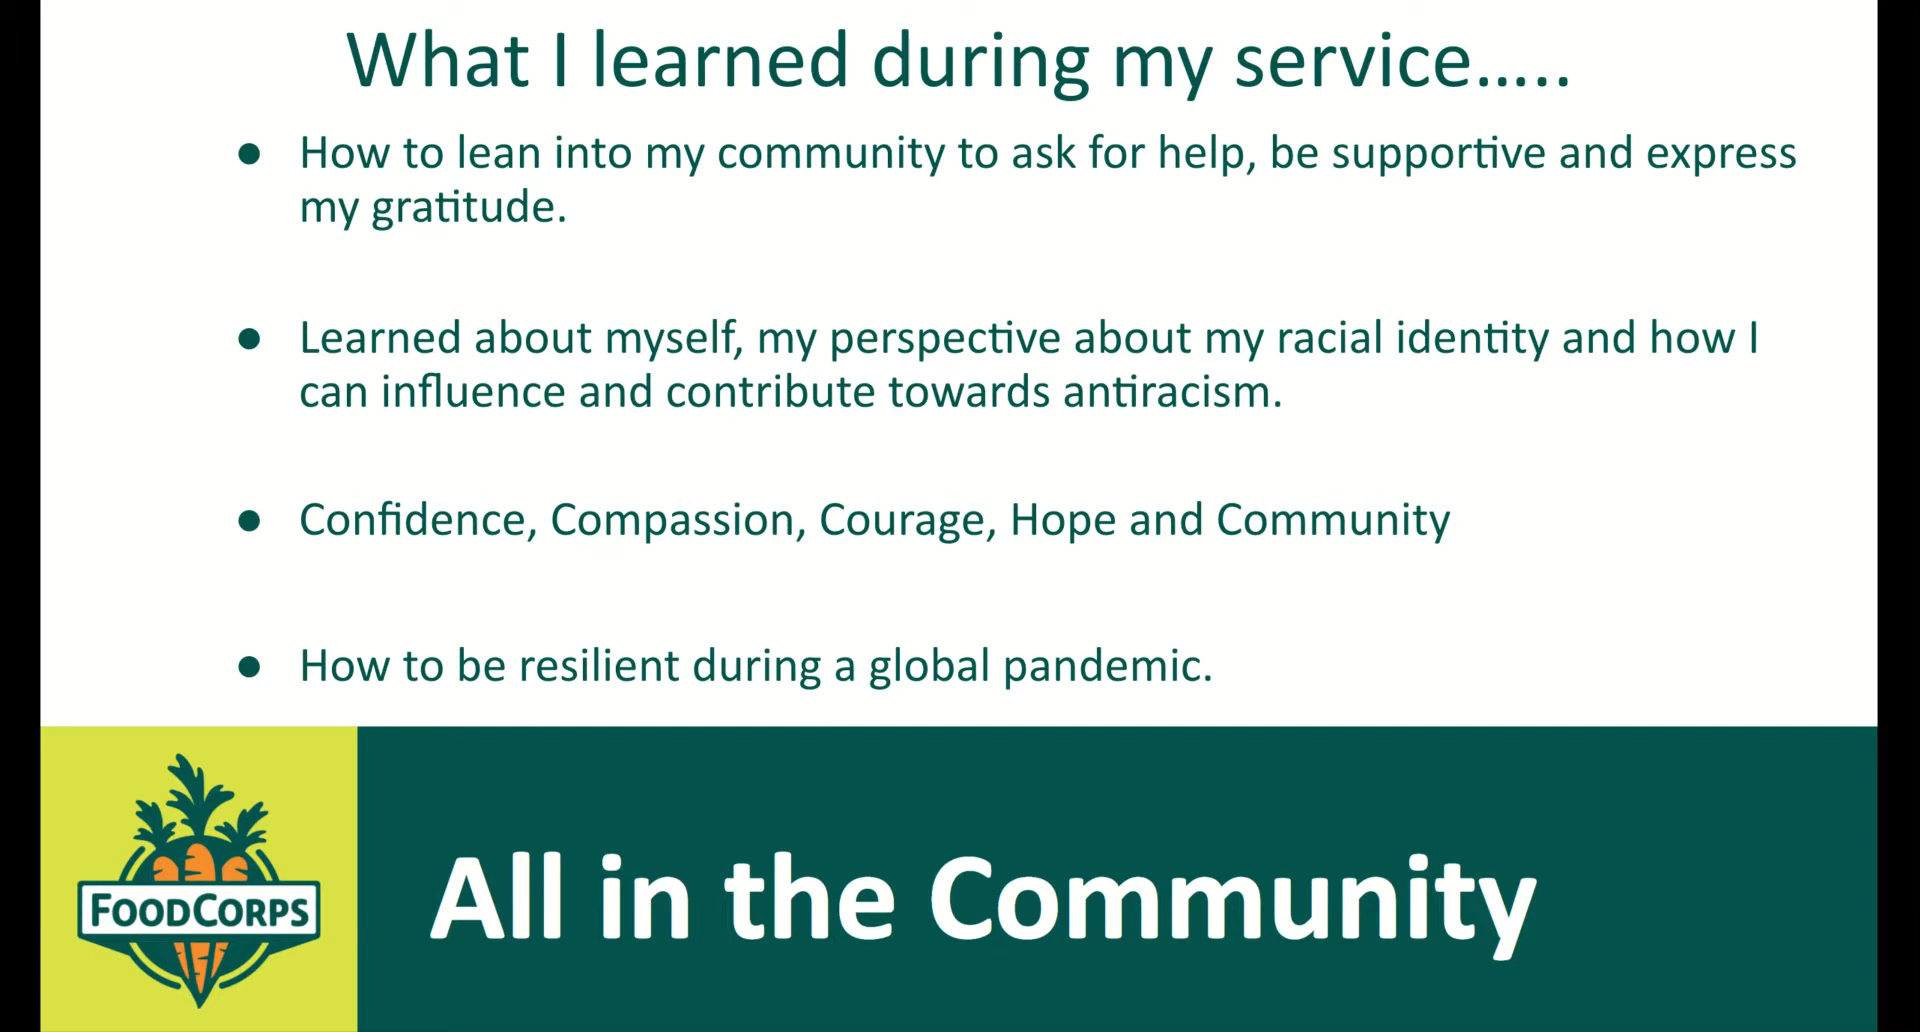 What I learned during my service.....
● How to lean into my community to ask for help, be supportive and express
my gratitude.
● Learned about myself, my perspective about my racial identity and how I
can influence and contribute towards antiracism.
● Confidence, Compassion, Courage, Hope and Community
● How to be resilient during a global pandemic.
FOODCORPS
All in the Community